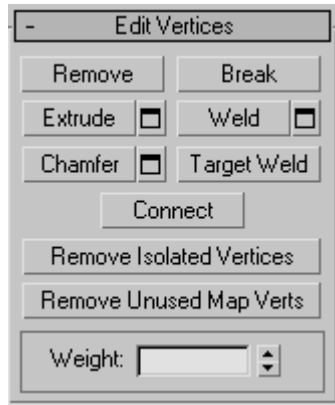 - Edit Vertices
Remove Break
Extrude Weld
Chamfer Target Weld
Connect
Remove Isolated Vertices
Remove Unused Map Verts
Weight: